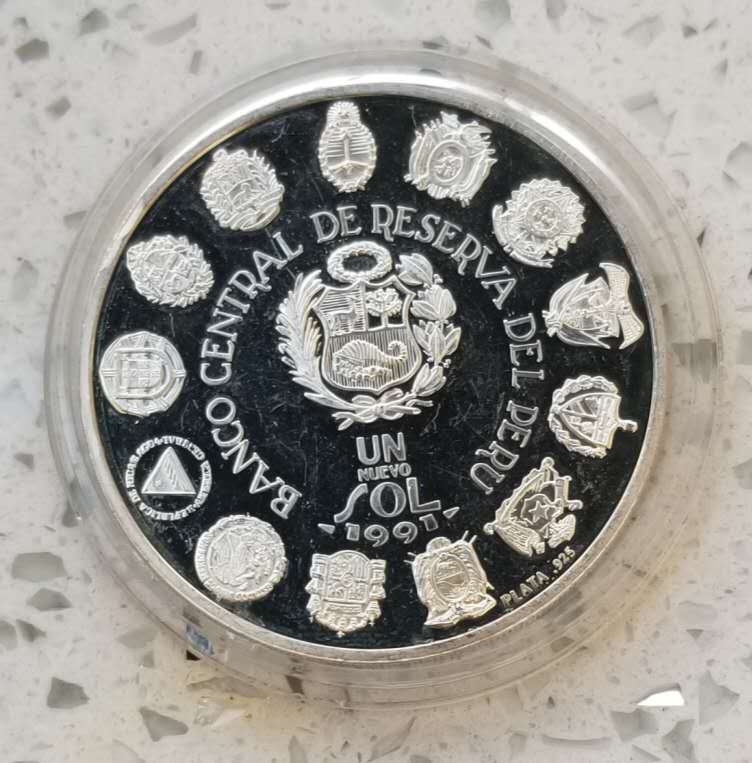 BANCO CENTRAL DE RESERVA DEL PERU
UN
NUEVO
SOL
1991
PLATA .925